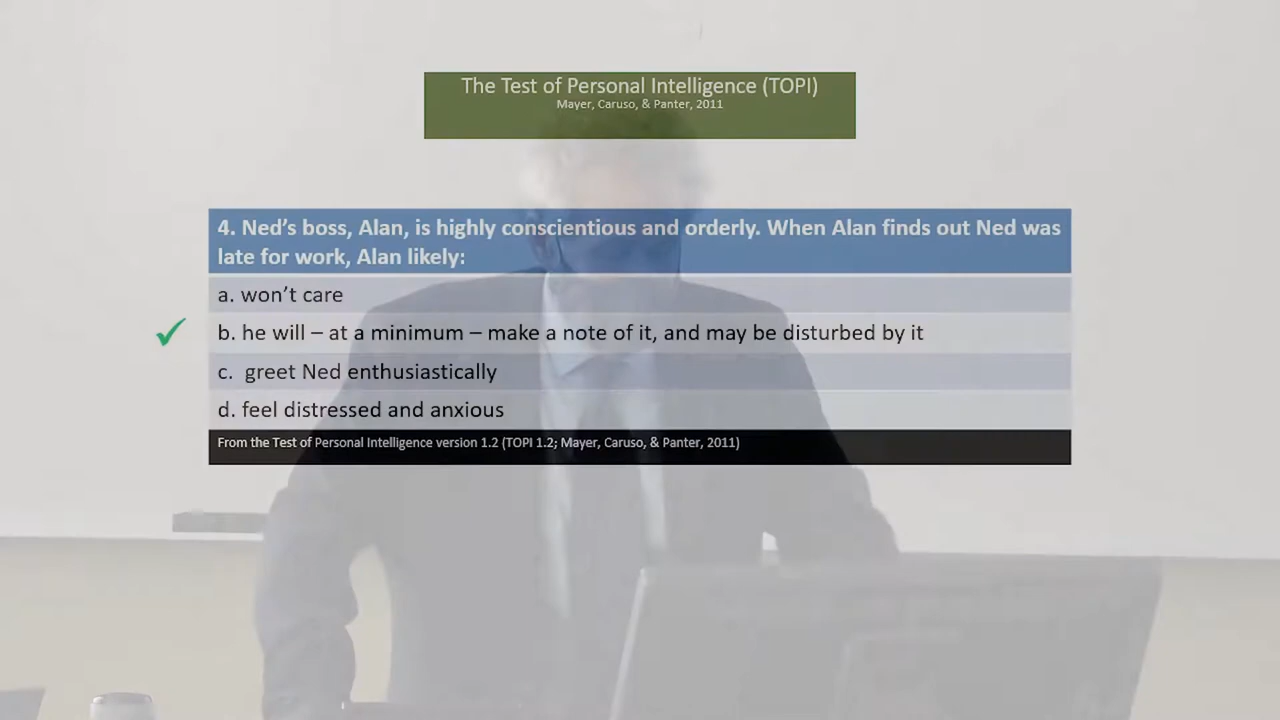 The Test of Personal Intelligence (TOPI)
Mayer, Caruso, & Panter, 2011
4. Ned’s boss, Alan, is highly conscientious and orderly. When Alan finds out Ned was
late for work, Alan likely:
a. won’t care
b. he will – at a minimum – make a note of it, and may be disturbed by it
c. greet Ned enthusiastically
d. feel distressed and anxious
From the Test of Personal Intelligence version 1.2 (TOPI 1.2; Mayer, Caruso, & Panter, 2011)